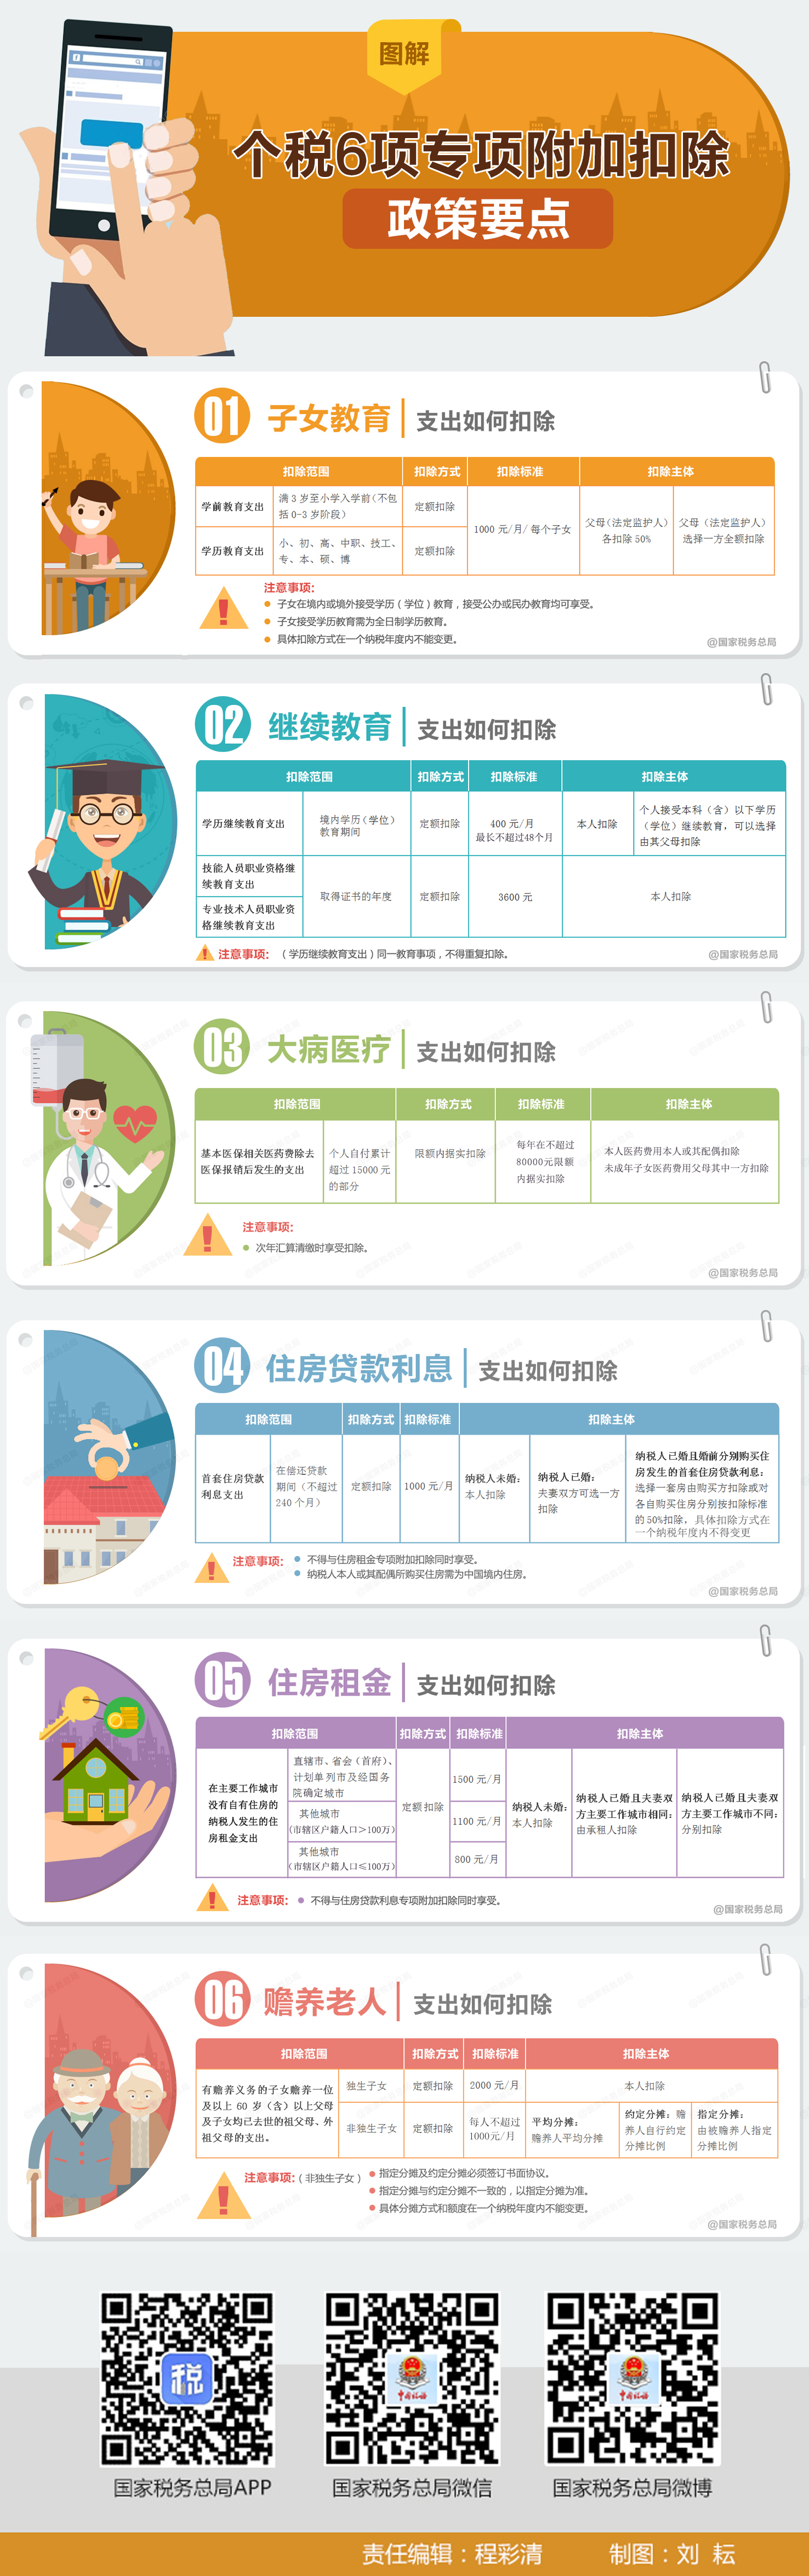 图解
个税6项专项附加扣除
政策要点
01 子女教育 支出如何扣除
扣除范围 扣除方式 扣除标准 扣除主体
学前教育支出
满3岁至小学入学前(不包
括0-3岁阶段)
定额扣除
学历教育支出
小、初、高、中职、技工、
专、本、硕、博
定额扣除
1000 元/月/ 每个子女
父母(法定监护人)
各扣除 50%
父母(法定监护人)
选择一方全额扣除
注意事项:
子女在境内或境外接受学历(学位)教育,接受公办或民办教育均可享受。
子女接受学历教育需为全日制学历教育。
具体扣除方式在一个纳税年度内不能变更。
@国家税务总局
02 继续教育 支出如何扣除
扣除范围 扣除方式 扣除标准 扣除主体
学历继续教育支出
境内学历(学位)
教育期间
定额扣除
400 元/月
最长不超过48个月
本人扣除
个人接受本科(含)以下学历
(学位)继续教育,可以选择
由其父母扣除
技能人员职业资格继
续教育支出
专业技术人员职业资
格继续教育支出
取得证书的年度
定额扣除
3600 元
本人扣除
注意事项: (学历继续教育支出)同一教育事项,不得重复扣除。
@国家税务总局
03 大病医疗 支出如何扣除
扣除范围 扣除方式 扣除标准 扣除主体
基本医保相关医药费除去
医保报销后发生的支出
个人自付累计
超过 15000 元
的部分
限额内据实扣除
每年在不超过
80000元限额
内据实扣除
本人医药费用本人或其配偶扣除
未成年子女医药费用父母其中一方扣除
注意事项:
次年汇算清缴时享受扣除。
@国家税务总局
04 住房贷款利息 支出如何扣除
扣除范围 扣除方式 扣除标准 扣除主体
首套住房贷款
利息支出
在偿还贷款
期间(不超过
240 个月)
定额扣除
1000 元/月
纳税人未婚:
本人扣除
纳税人已婚:
夫妻双方可选一方
扣除
纳税人已婚且婚前分别购买住
房发生的首套住房贷款利息:
选择一套房由购买方扣除或对
各自购买住房分别按扣除标准
的50%扣除,具体扣除方式在
一个纳税年度内不得变更
注意事项:
不得与住房租金专项附加扣除同时享受。
纳税人本人或其配偶所购买住房需为中国境内住房。
@国家税务总局
05 住房租金 支出如何扣除
扣除范围 扣除方式 扣除标准 扣除主体
在主要工作城市
没有自有住房的
纳税人发生的住
房租金支出
直辖市、省会(首府)、
计划单列市及经国务
院确定城市
其他城市
(市辖区户籍人口>100万)
其他城市
(市辖区户籍人口≤100万)
定额扣除
1500 元/月
1100 元/月
800 元/月
纳税人未婚:
本人扣除
纳税人已婚且夫妻双
方主要工作城市相同:
由承租人扣除
纳税人已婚且夫妻双
方主要工作城市不同:
分别扣除
注意事项: 不得与住房贷款利息专项附加扣除同时享受。
@国家税务总局
06 赡养老人 支出如何扣除
扣除范围 扣除方式 扣除标准 扣除主体
有赡养义务的子女赡养一位
及以上 60 岁(含)以上父母
及子女均已去世的祖父母、外
祖父母的支出。
独生子女
定额扣除
2000 元/月
本人扣除
非独生子女
定额扣除
每人不超过
1000元/月
平均分摊:
赡养人平均分摊
约定分摊:赡
养人自行约定
分摊比例
指定分摊:
由被赡养人指定
分摊比例
注意事项:(非独生子女)
指定分摊及约定分摊必须签订书面协议。
指定分摊与约定分摊不一致的,以指定分摊为准。
具体分摊方式和额度在一个纳税年度内不能变更。
@国家税务总局
税
中国税务
中国税务
国家税务总局APP
国家税务总局微信
国家税务总局微博
责任编辑:程彩清 制图:刘 耘